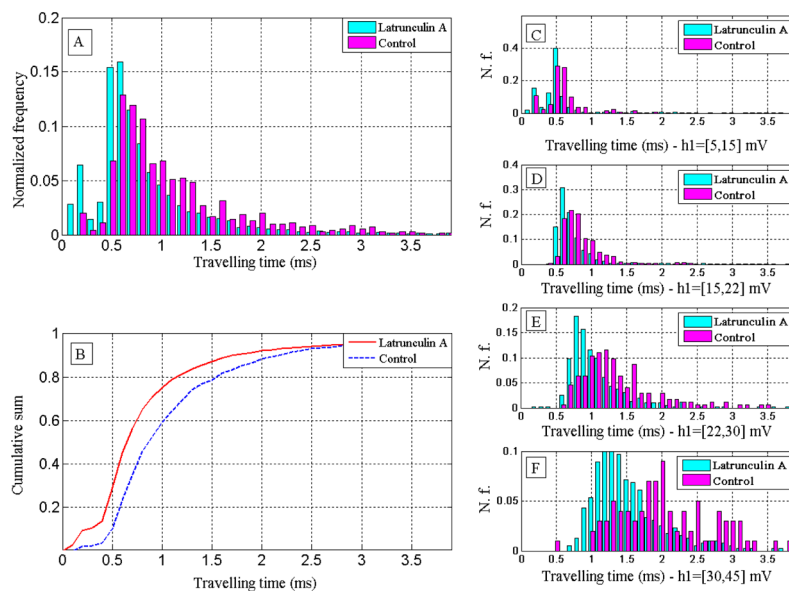 A
Latrunculin A
Control
Normalized frequency
0.2
0.15
0.1
0.05
0
0 0.5 1 1.5 2 2.5 3 3.5
Travelling time (ms)
B
Latrunculin A
Control
Cumulative sum
1
0.8
0.6
0.4
0.2
0 0.5 1 1.5 2 2.5 3 3.5
Travelling time (ms)
C
Latrunculin A
Control
N. f.
0.4
0.2
0
0 0.5 1 1.5 2 2.5 3 3.5
Travelling time (ms) - h1=[5,15] mV
D
Latrunculin A
Control
N. f.
0.4
0.3
0.2
0.1
0
0 0.5 1 1.5 2 2.5 3 3.5
Travelling time (ms) - h1=[15,22] mV
E
Latrunculin A
Control
N. f.
0.2
0.15
0.1
0.05
0
0 0.5 1 1.5 2 2.5 3 3.5
Travelling time (ms) - h1=[22,30] mV
F
Latrunculin A
Control
N. f.
0.1
0.05
0
0 0.5 1 1.5 2 2.5 3 3.5
Travelling time (ms) - h1=[30,45] mV